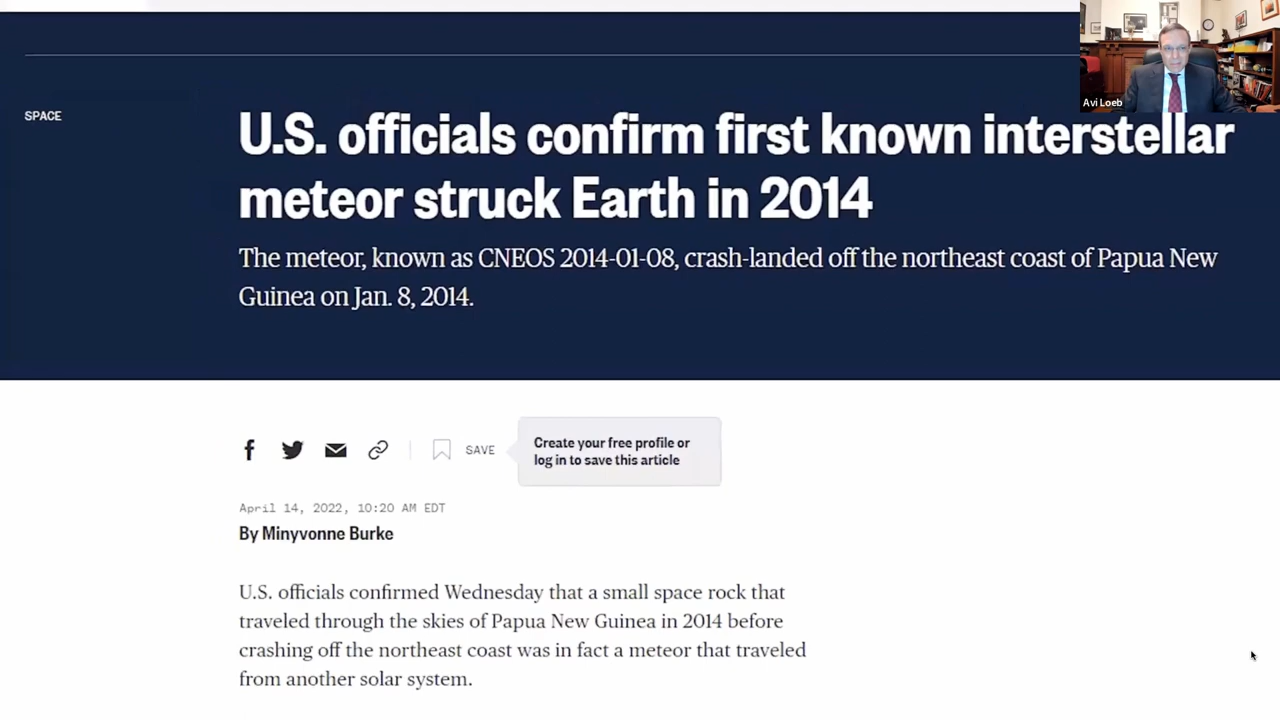 Avi Loeb
SPACE
U.S. officials confirm first known interstellar
meteor struck Earth in 2014
The meteor, known as CNEOS 2014-01-08, crash-landed off the northeast coast of Papua New
Guinea on Jan. 8, 2014.
SAVE
Create your free profile or
log in to save this article
April 14, 2022, 10:20 AM EDT
By Minyvonne Burke
U.S. officials confirmed Wednesday that a small space rock that
traveled through the skies of Papua New Guinea in 2014 before
crashing off the northeast coast was in fact a meteor that traveled
from another solar system.